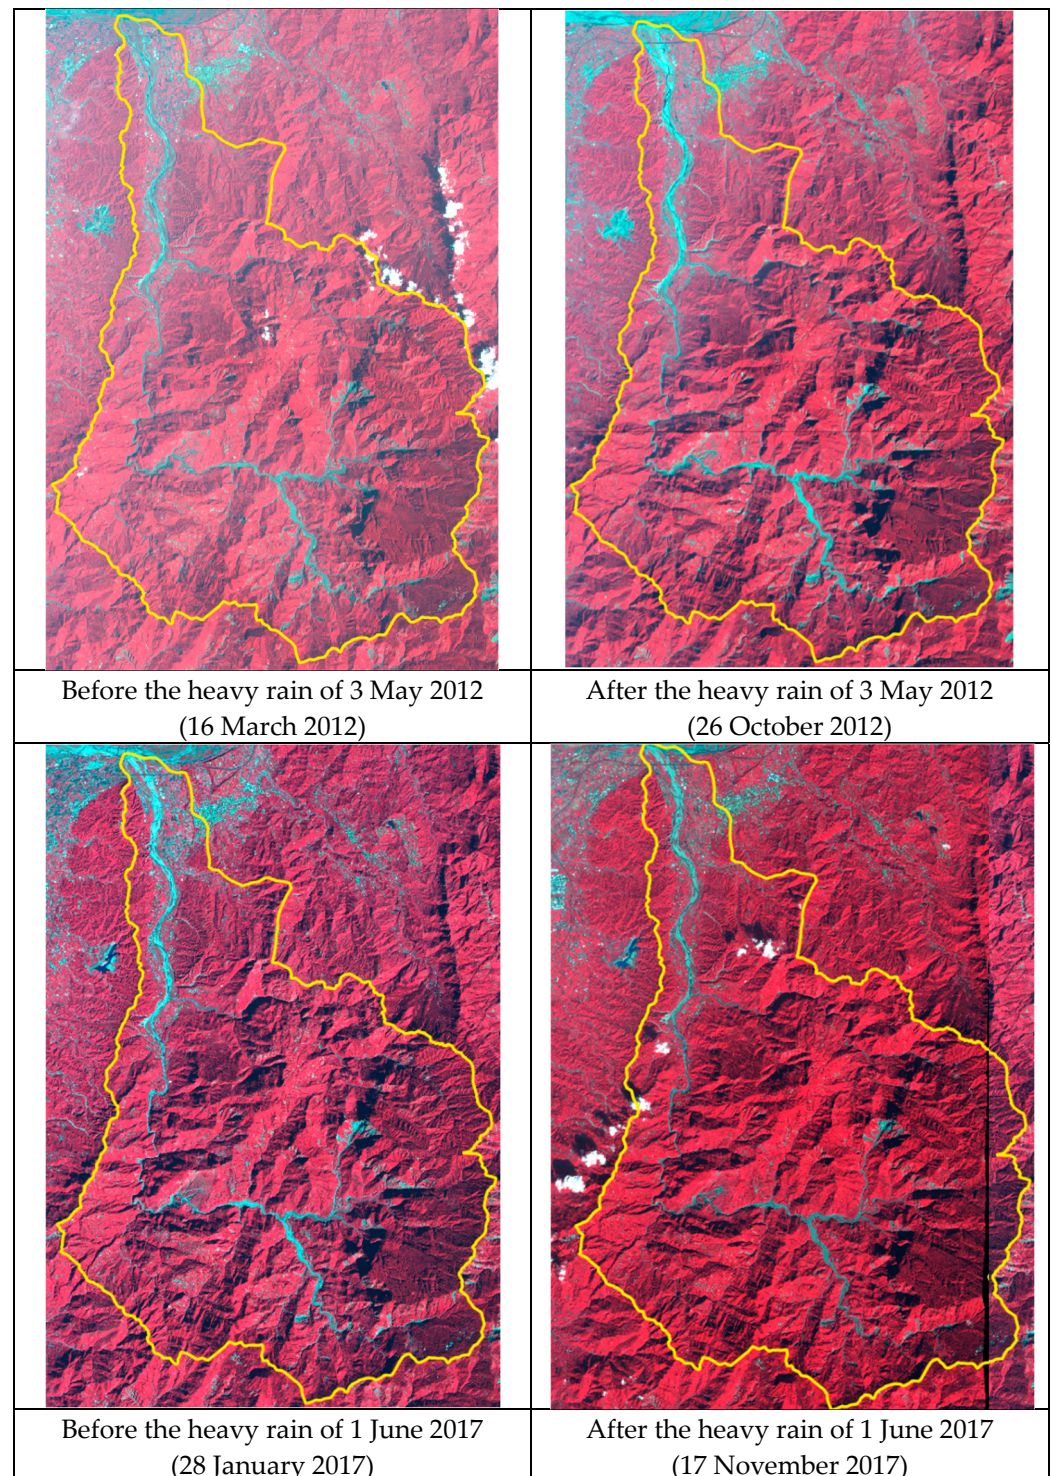 Before the heavy rain of 3 May 2012
(16 March 2012)
After the heavy rain of 3 May 2012
(26 October 2012)
Before the heavy rain of 1 June 2017
(28 January 2017)
After the heavy rain of 1 June 2017
(17 November 2017)